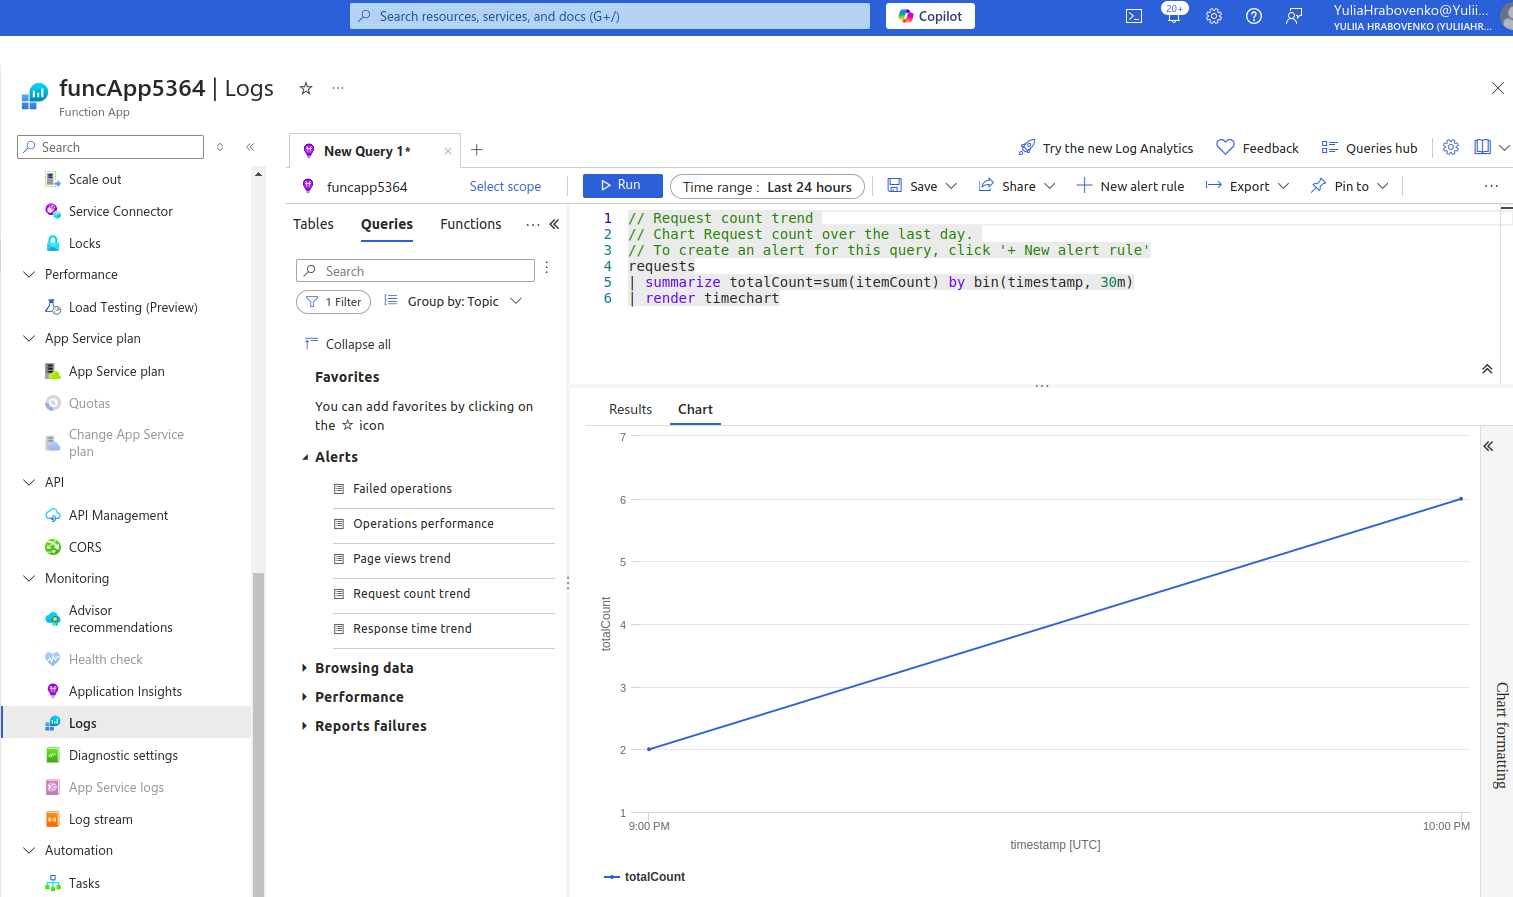 Search resources, services, and docs (G+/)
Copilot
20+
YuliaHrabovenko@Yulii...
YULIIA HRABOVENKO (YULIIAHR...
funcApp5364 | Logs
Function App
Search
Scale out
Service Connector
Locks
Performance
Load Testing (Preview)
App Service plan
App Service plan
Quotas
Change App Service
plan
API
API Management
CORS
Monitoring
Advisor
recommendations
Health check
Application Insights
Logs
Diagnostic settings
App Service logs
Log stream
Automation
Tasks
New Query 1*
Try the new Log Analytics
Feedback
Queries hub
funcapp5364
Select scope
Run
Time range : Last 24 hours
Save
Share
New alert rule
Export
Pin to
Tables
Queries
Functions
Search
1 Filter
Group by: Topic
Collapse all
Favorites
You can add favorites by clicking on
the ☆ icon
Alerts
Failed operations
Operations performance
Page views trend
Request count trend
Response time trend
Browsing data
Performance
Reports failures
1 // Request count trend
2 // Chart Request count over the last day.
3 // To create an alert for this query, click '+ New alert rule'
4 requests
5 | summarize totalCount=sum(itemCount) by bin(timestamp, 30m)
6 | render timechart
Results
Chart
7
6
5
4
3
2
1
totalCount
9:00 PM
10:00 PM
timestamp [UTC]
totalCount
Chart formatting